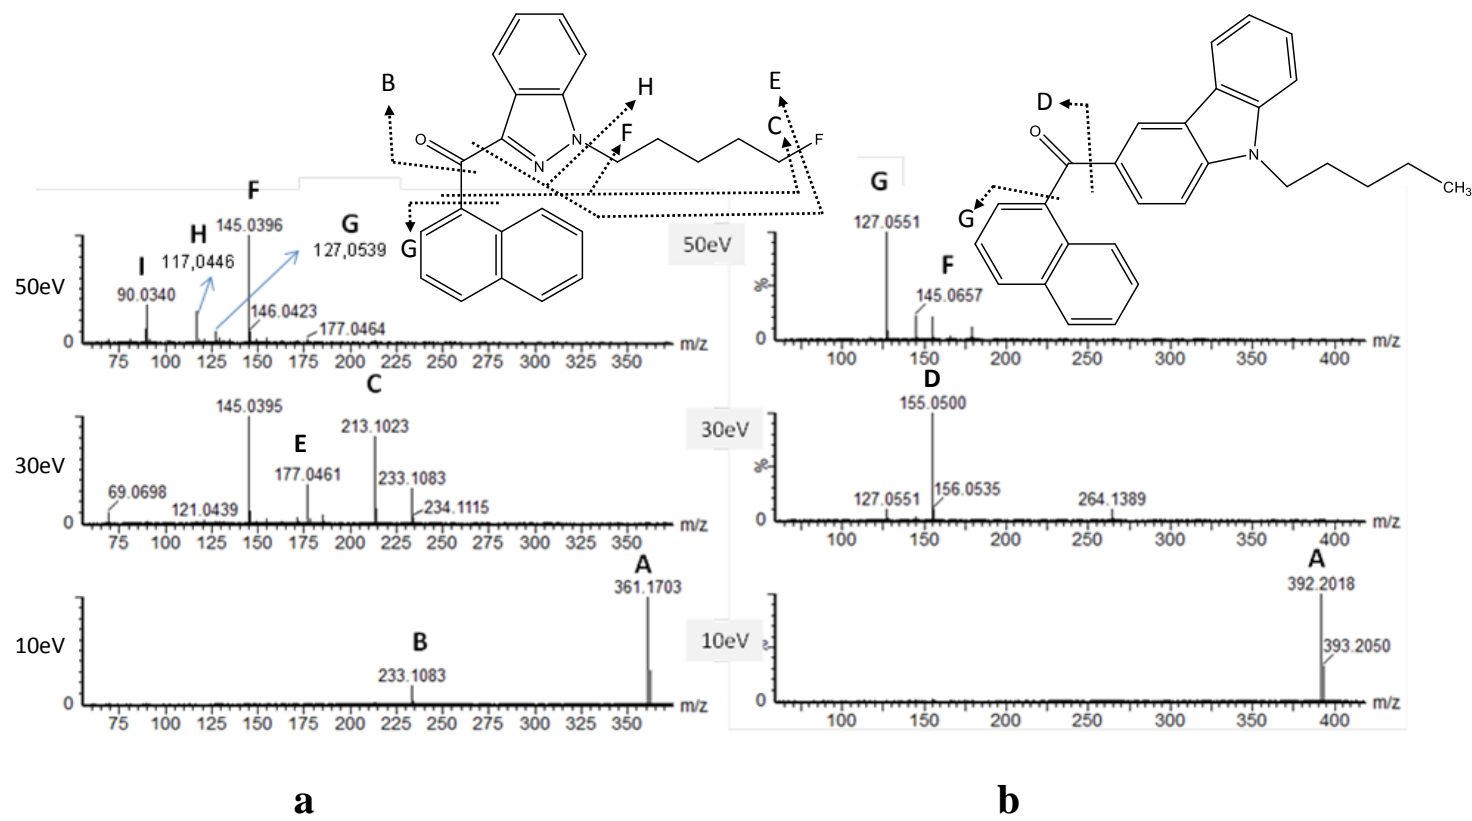 B
H
E
F
C
O
N
N
F
G
D
O
N
CH₃
G
F
145.0396
H
117,0446
G
127,0539
I
90.0340
146.0423
177.0464
50eV
0
75 100 125 150 175 200 225 250 275 300 325 350 m/z
C
145.0395
213.1023
E
177.0461
233.1083
69.0698
121.0439
234.1115
30eV
0
75 100 125 150 175 200 225 250 275 300 325 350 m/z
A
361.1703
B
233.1083
10eV
0
75 100 125 150 175 200 225 250 275 300 325 350 m/z
a
G
127.0551
50eV
F
145.0657
%
0
100 150 200 250 300 350 400 m/z
D
155.0500
30eV
%
127.0551
156.0535
264.1389
0
100 150 200 250 300 350 400 m/z
A
392.2018
10eV
393.2050
%
0
100 150 200 250 300 350 400 m/z
b